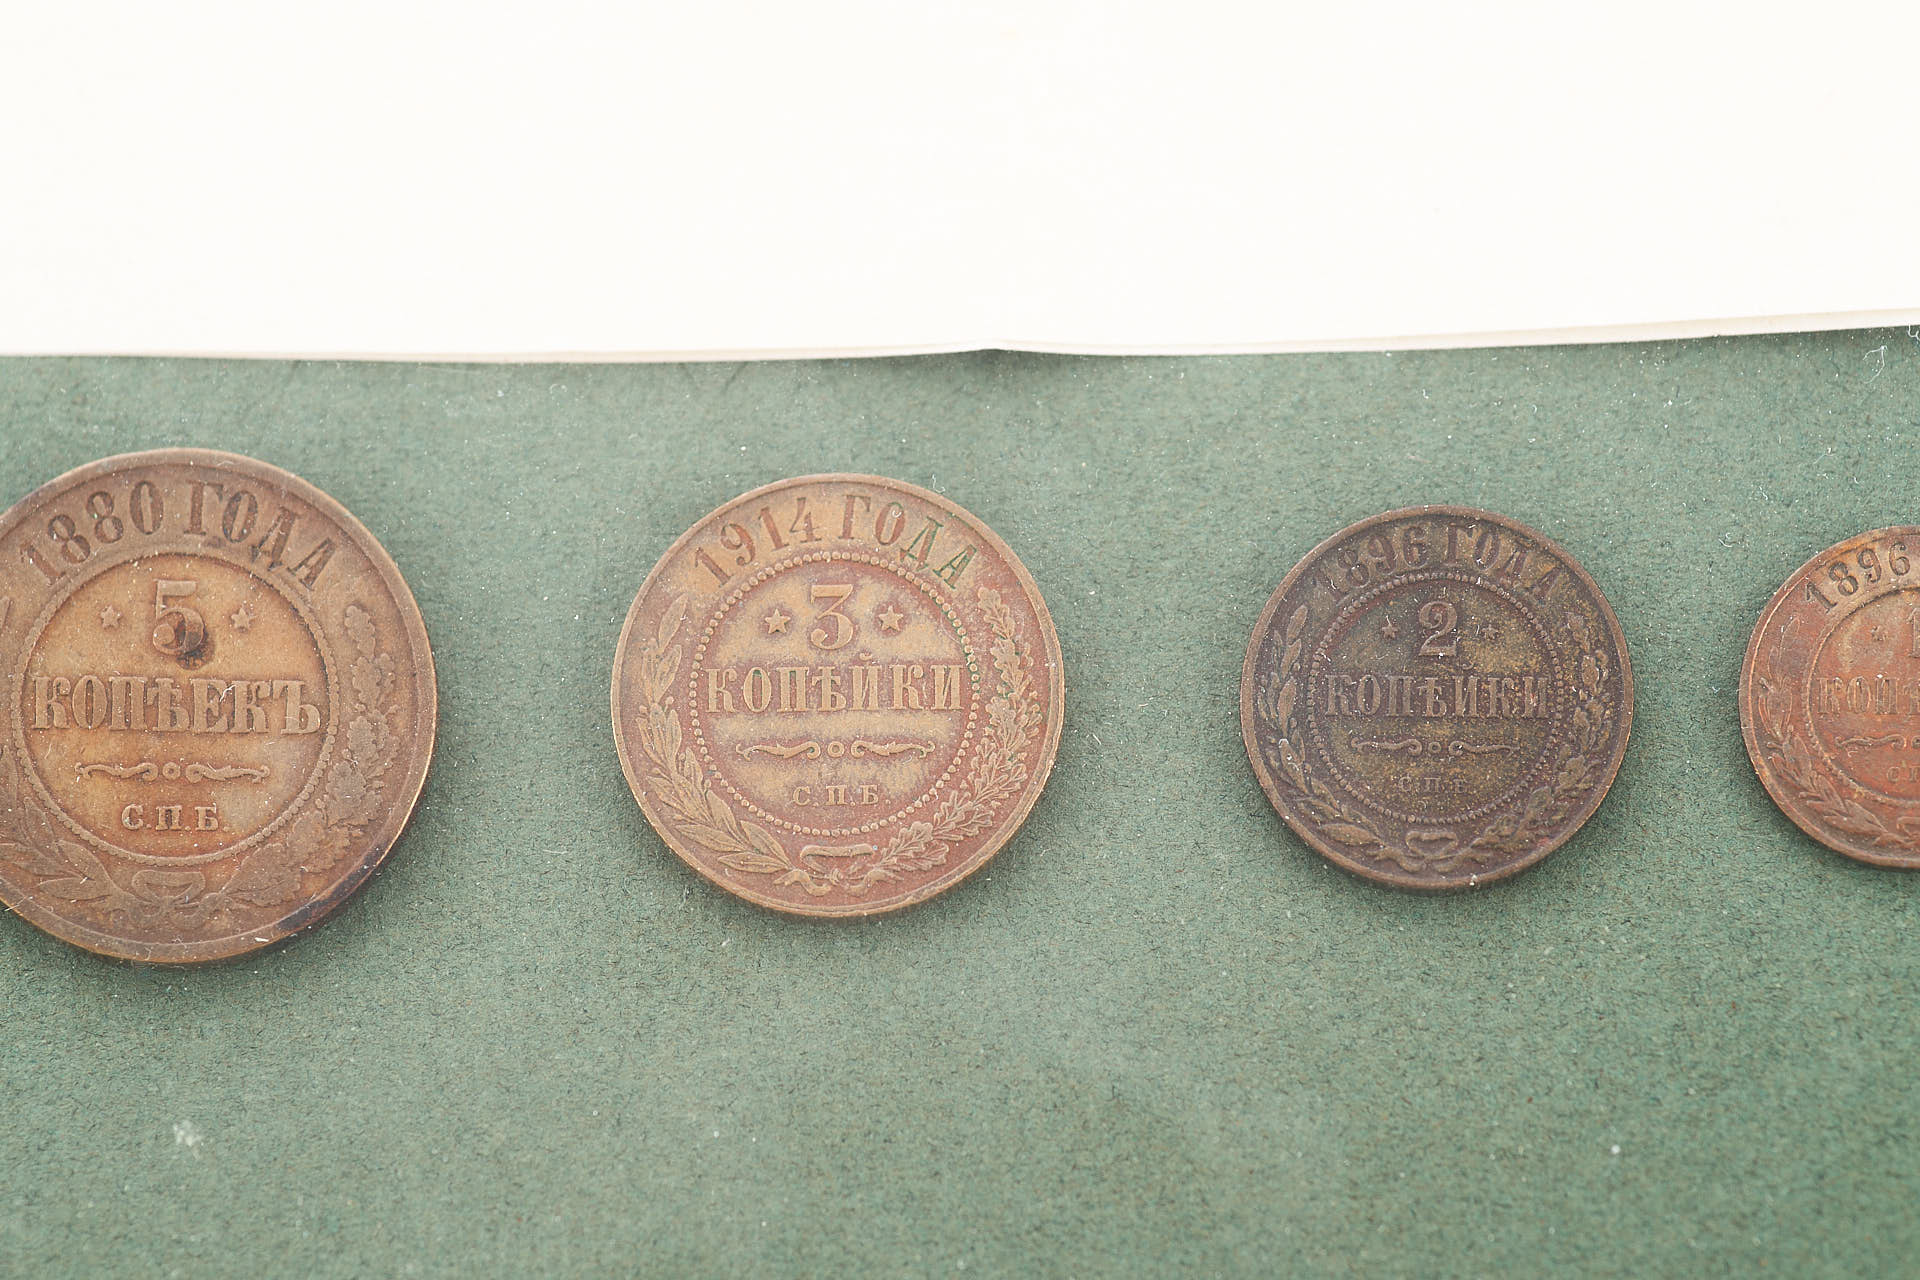 1880 ГОДА
5
КОПѢЕКЪ
С.П.Б.
1914 ГОДА
3
КОПѢЙКИ
С.П.Б.
1896 ГОДА
2
КОПѢЙКИ
С.П.Б.
1896